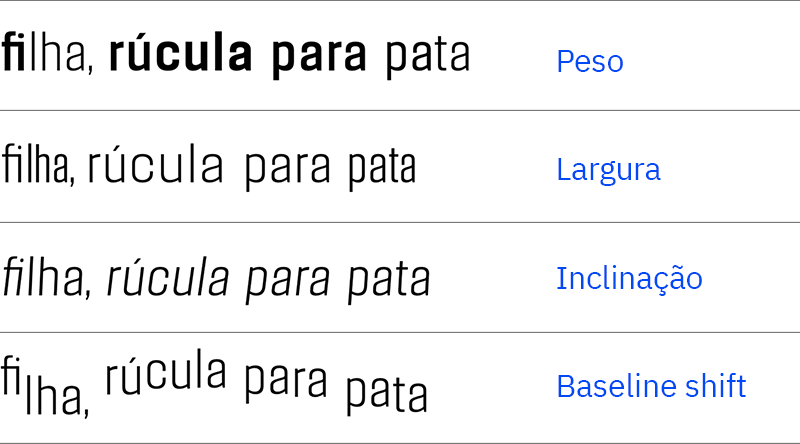 filha, rúcula para pata
Peso
filha, rúcula para pata
Largura
filha, rúcula para pata
Inclinação
filha, rúcula para pata
Baseline shift